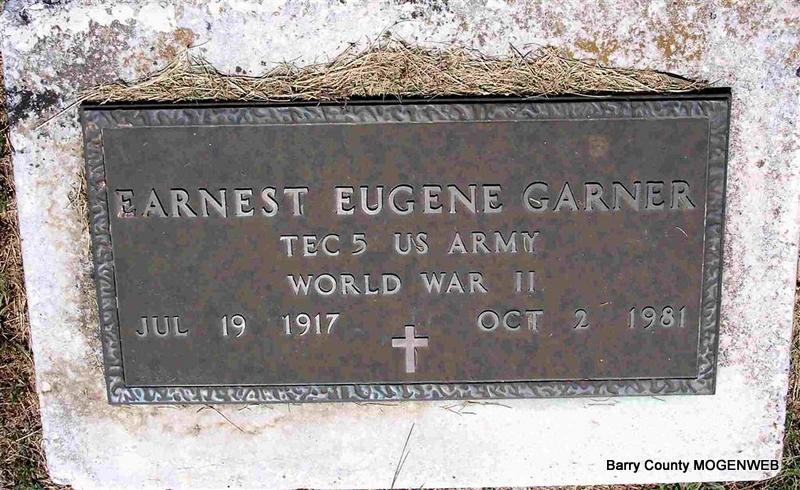 EARNEST EUGENE GARNER
TEC 5 US ARMY
WORLD WAR II
JUL 19 1917 OCT 2 1981
Barry County MOGENWEB